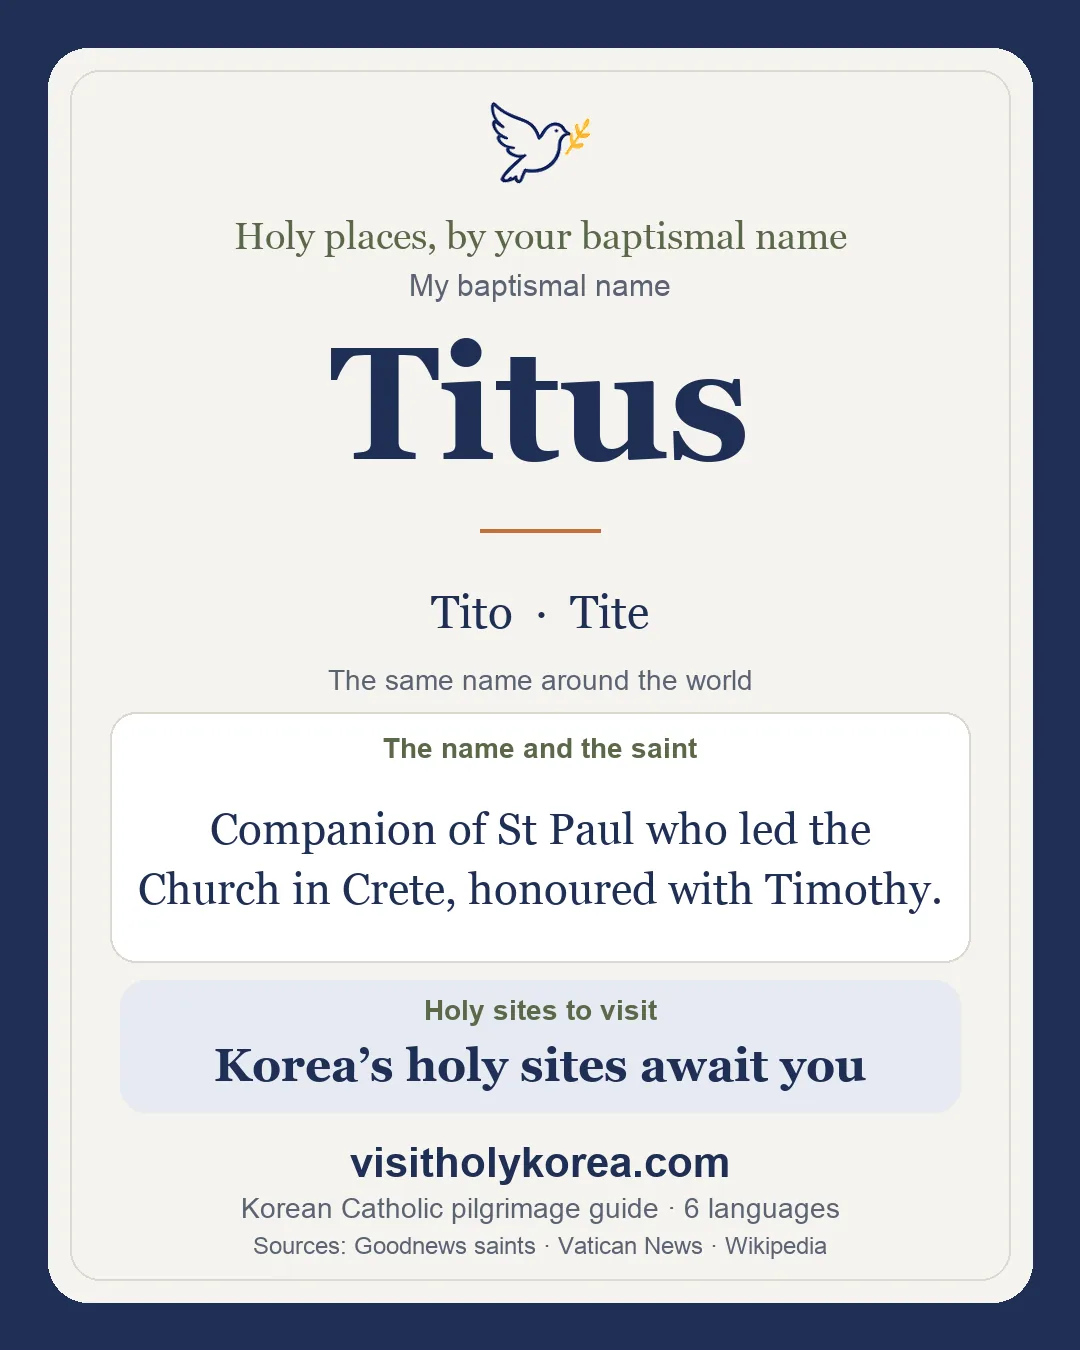 Holy places, by your baptismal name
My baptismal name
Titus
Tito · Tite
The same name around the world
The name and the saint
Companion of St Paul who led the
Church in Crete, honoured with Timothy.
Holy sites to visit
Korea’s holy sites await you
visitholykorea.com
Korean Catholic pilgrimage guide · 6 languages
Sources: Goodnews saints · Vatican News · Wikipedia